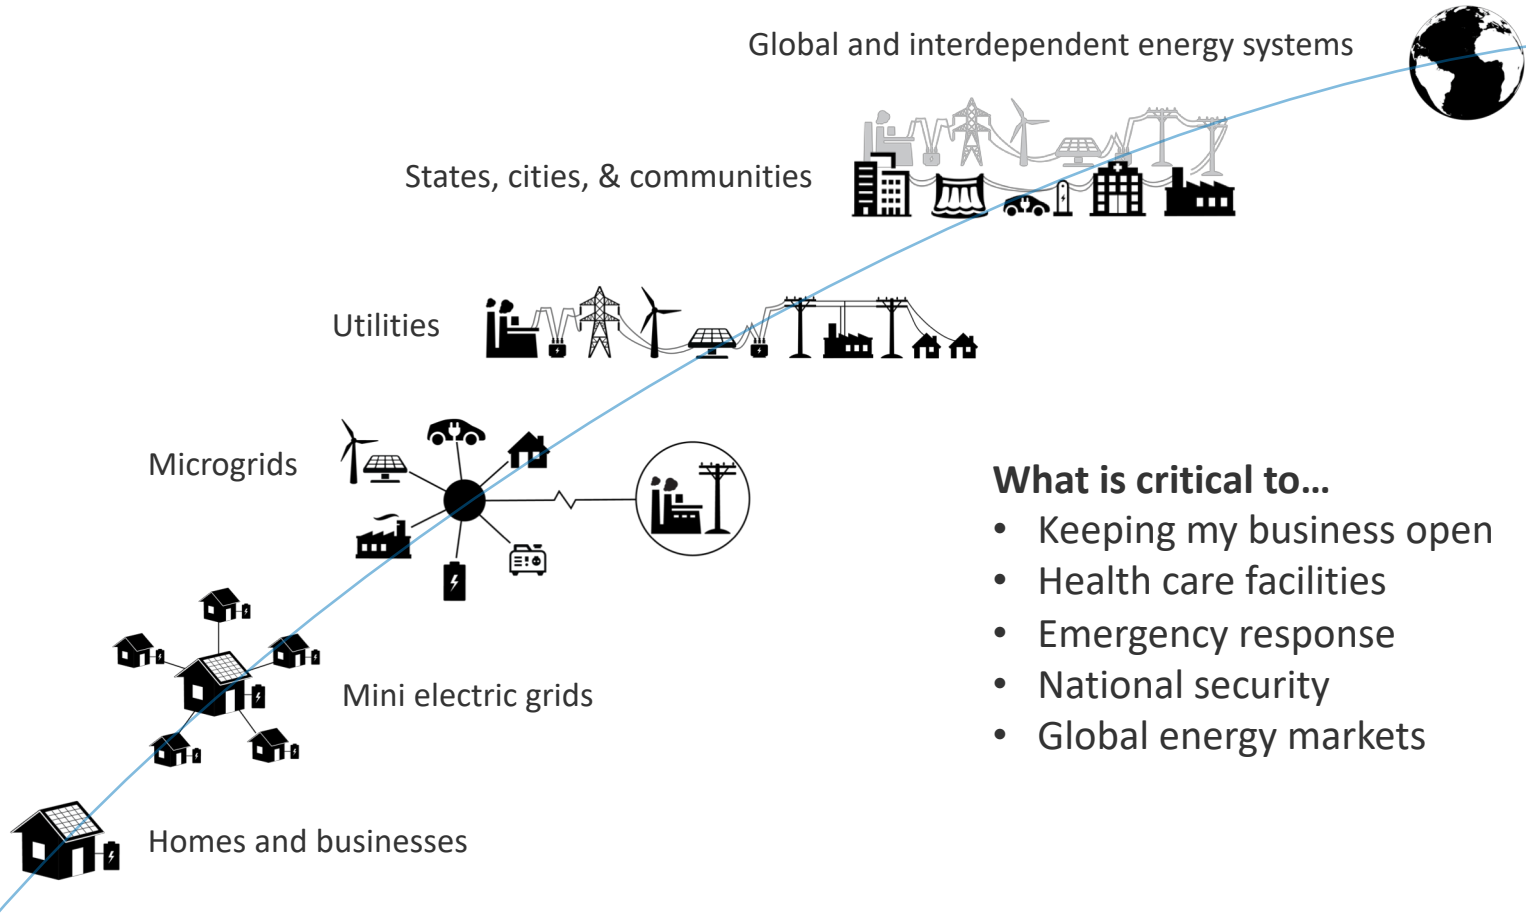 Global and interdependent energy systems
States, cities, & communities
Utilities
Microgrids
Mini electric grids
Homes and businesses
What is critical to…
• Keeping my business open
• Health care facilities
• Emergency response
• National security
• Global energy markets